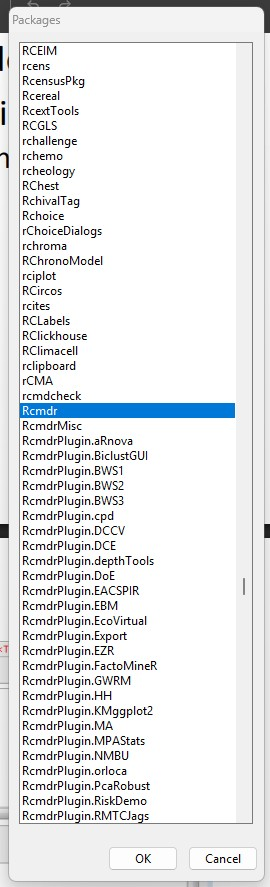 Packages
RCEIM
rcens
RcensusPkg
Rcereal
RcextTools
RCGLS
rchallenge
rchemo
rcheology
RChest
RchivalTag
Rchoice
rChoiceDialogs
rchroma
RChronoModel
rciplot
RCircos
rcites
RCLabels
RClickhouse
RClimacell
rclipboard
rCMA
rcmdcheck
Rcmdr
RcmdrMisc
RcmdrPlugin.aRnova
RcmdrPlugin.BiclustGUI
RcmdrPlugin.BWS1
RcmdrPlugin.BWS2
RcmdrPlugin.BWS3
RcmdrPlugin.cpd
RcmdrPlugin.DCCV
RcmdrPlugin.DCE
RcmdrPlugin.depthTools
RcmdrPlugin.DoE
RcmdrPlugin.EACSPIR
RcmdrPlugin.EBM
RcmdrPlugin.EcoVirtual
RcmdrPlugin.Export
RcmdrPlugin.EZR
RcmdrPlugin.FactoMineR
RcmdrPlugin.GWRM
RcmdrPlugin.HH
RcmdrPlugin.KMggplot2
RcmdrPlugin.MA
RcmdrPlugin.MPAStats
RcmdrPlugin.NMBU
RcmdrPlugin.orloca
RcmdrPlugin.PcaRobust
RcmdrPlugin.RiskDemo
RcmdrPlugin.RMTCJags
OK
Cancel